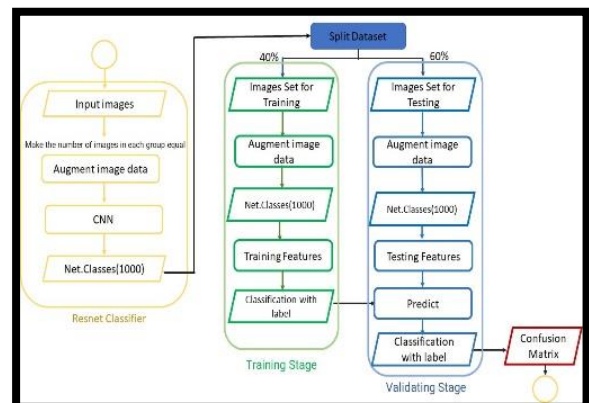 Split Dataset
40%
60%
Input images
Make the number of images in each group equal
Augment image data
CNN
Net.Classes(1000)
Resnet Classifier
Images Set for
Training
Augment image
data
Net.Classes(1000)
Training Features
Classification with
label
Training Stage
Images Set for
Testing
Augment image
data
Net.Classes(1000)
Testing Features
Predict
Classification
with label
Validating Stage
Confusion
Matrix